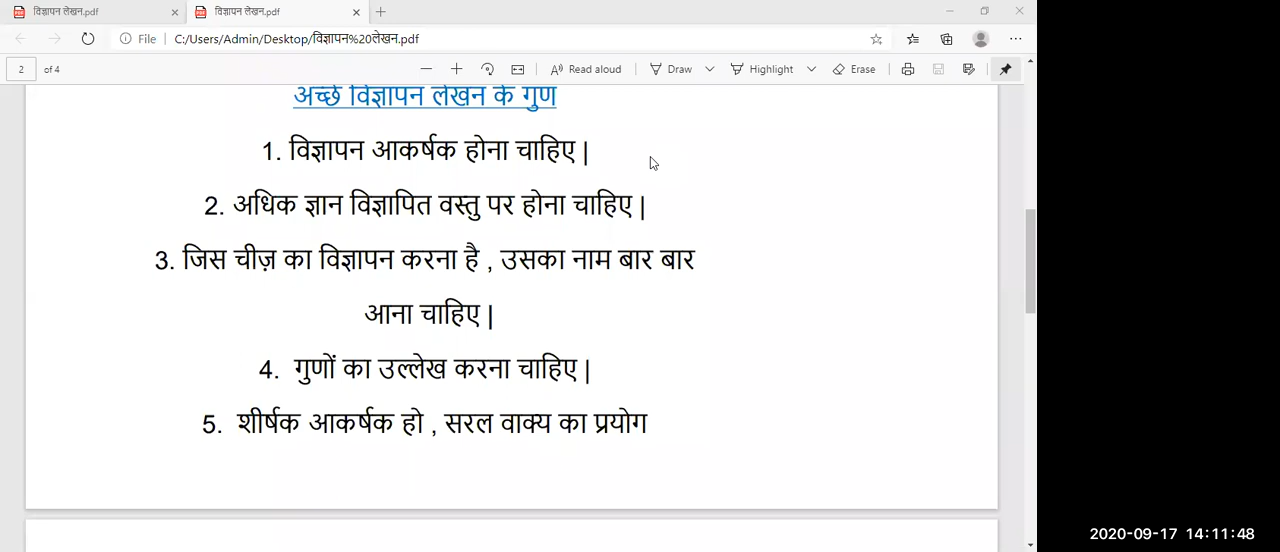 विज्ञापन लेखन.pdf
विज्ञापन लेखन.pdf
File C:/Users/Admin/Desktop/विज्ञापन%20लेखन.pdf
2 of 4 Read aloud Draw Highlight Erase
अच्छे विज्ञापन लेखन के गुण
1. विज्ञापन आकर्षक होना चाहिए |
2. अधिक ज्ञान विज्ञापित वस्तु पर होना चाहिए |
3. जिस चीज़ का विज्ञापन करना है , उसका नाम बार बार
आना चाहिए |
4. गुणों का उल्लेख करना चाहिए |
5. शीर्षक आकर्षक हो , सरल वाक्य का प्रयोग
2020-09-17 14:11:48